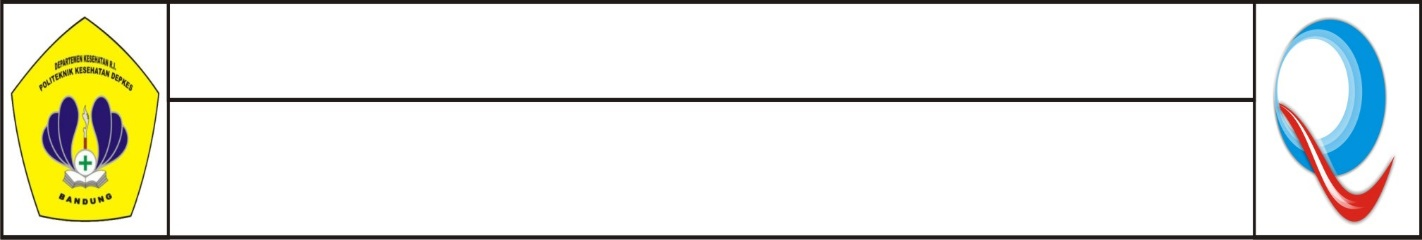 DEPARTEMEN KESEHATAN R.I.
POLITEKNIK KESEHATAN DEPKES
BANDUNG